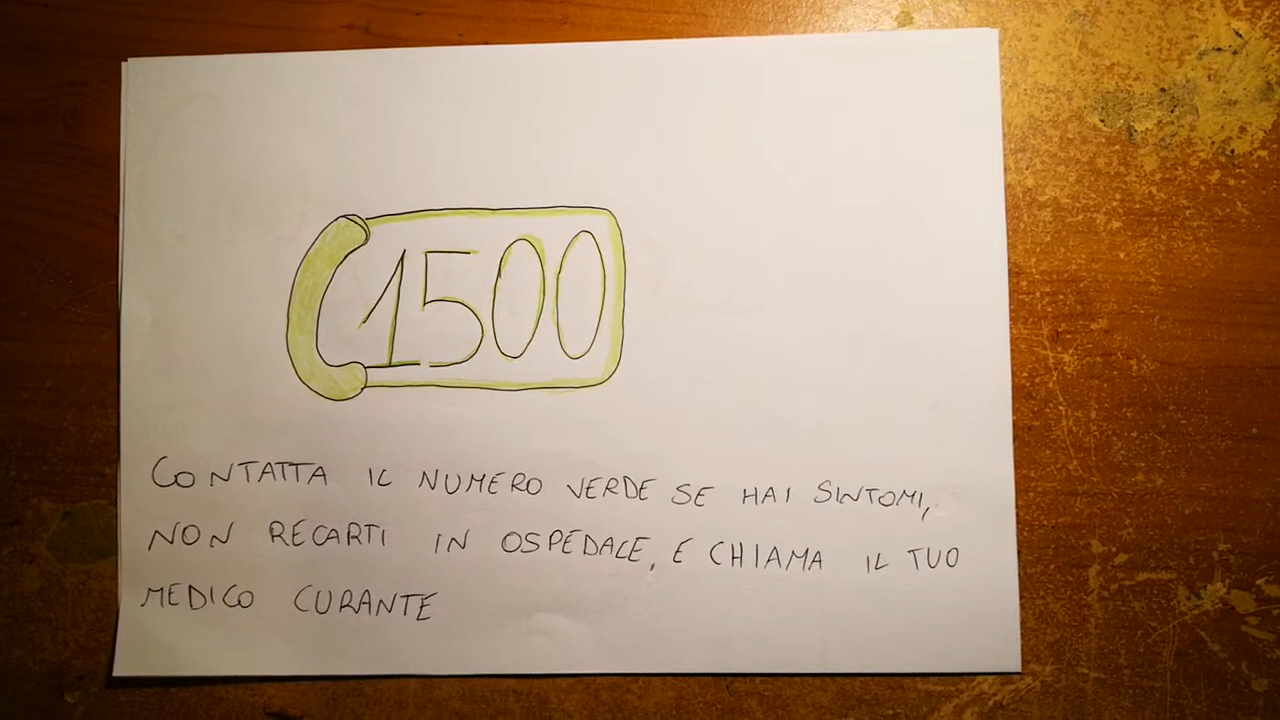 1500
CONTATTA IL NUMERO VERDE SE HAI SINTOMI,
NON RECARTI IN OSPEDALE, E CHIAMA IL TUO
MEDICO CURANTE